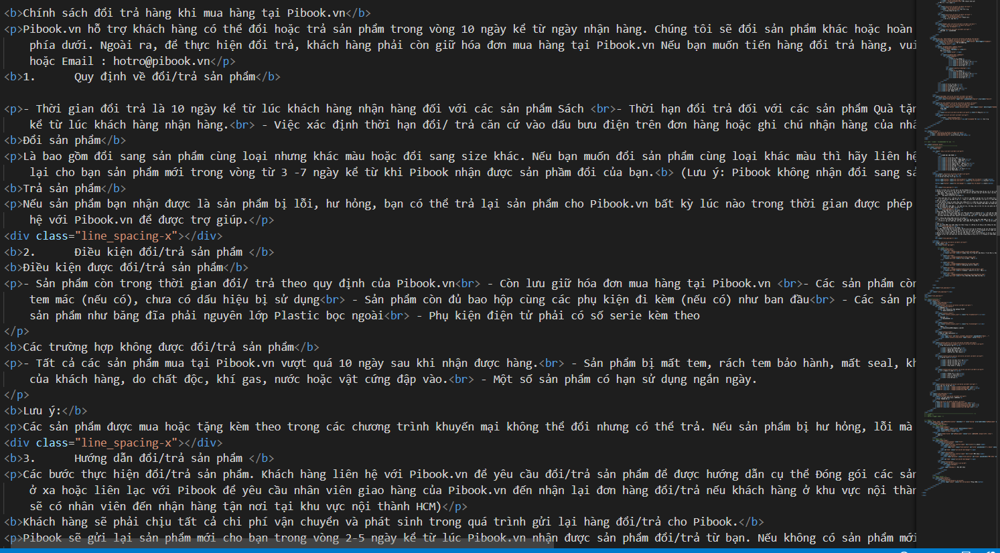 <b>Chính sách đổi trả hàng khi mua hàng tại Pibook.vn</b>
<p>Pibook.vn hỗ trợ khách hàng có thể đổi hoặc trả sản phẩm trong vòng 10 ngày kể từ ngày nhận hàng. Chúng tôi sẽ đổi sản phẩm khác hoặc hoàn
phía dưới. Ngoài ra, để thực hiện đổi trả, khách hàng phải còn giữ hóa đơn mua hàng tại Pibook.vn Nếu bạn muốn tiến hàng đổi trả hàng, vui
hoặc Email : hotro@pibook.vn</p>
<b>1. Quy định về đổi/trả sản phẩm</b>
<p>- Thời gian đổi trả là 10 ngày kể từ lúc khách hàng nhận hàng đối với các sản phẩm Sách <br>- Thời hạn đổi trả đối với các sản phẩm Quà tặn
kể từ lúc khách hàng nhận hàng.<br> - Việc xác định thời hạn đổi/ trả căn cứ vào dấu bưu điện trên đơn hàng hoặc ghi chú nhận hàng của
<b>Đổi sản phẩm</b>
<p>Là bao gồm đổi sang sản phẩm cùng loại nhưng khác màu hoặc đổi sang size khác. Nếu bạn muốn đổi sản phẩm cùng loại khác màu thì hãy liên hệ
lại cho bạn sản phẩm mới trong vòng từ 3 -7 ngày kể từ khi Pibook nhận được sản phầm đổi của bạn.<b> (Lưu ý: Pibook không nhận đổi sang
<b>Trả sản phẩm</b>
<p>Nếu sản phẩm bạn nhận được là sản phẩm bị lỗi, hư hỏng, bạn có thể trả lại sản phẩm cho Pibook.vn bất kỳ lúc nào trong thời gian được phép
hệ với Pibook.vn để được trợ giúp.</p>
<div class="line_spacing-x"></div>
<b>2. Điều kiện đổi/trả sản phẩm </b>
<b>Điều kiện được đổi/trả sản phẩm</b>
<p>- Sản phẩm còn trong thời gian đổi/ trả theo quy định của Pibook.vn<br> - Còn lưu giữ hóa đơn mua hàng tại Pibook.vn <br>- Các sản phẩm còn
tem mác (nếu có), chưa có dấu hiệu bị sử dụng<br> - Sản phẩm còn đủ bao hộp cùng các phụ kiện đi kèm (nếu có) như ban đầu<br> - Các sản
sản phẩm như băng đĩa phải nguyên lớp Plastic bọc ngoài<br> - Phụ kiện điện tử phải có số serie kèm theo
</p>
<b>Các trường hợp không được đổi/trả sản phẩm</b>
<p>- Tất cả các sản phẩm mua tại Pibook.vn vượt quá 10 ngày sau khi nhận được hàng.<br> - Sản phẩm bị mất tem, rách tem bảo hành, mất seal,
của khách hàng, do chất độc, khí gas, nước hoặc vật cứng đập vào.<br> - Một số sản phẩm có hạn sử dụng ngắn ngày.
</p>
<b>Lưu ý:</b>
<p>Các sản phẩm được mua hoặc tặng kèm theo trong các chương trình khuyến mại không thể đổi nhưng có thể trả. Nếu sản phẩm bị hư hỏng, lỗi mà
<div class="line_spacing-x"></div>
<b>3. Hướng dẫn đổi/trả sản phẩm </b>
<p>Các bước thực hiện đổi/trả sản phẩm. Khách hàng liên hệ với Pibook.vn để yêu cầu đổi/trả sản phẩm để được hướng dẫn cụ thể Đóng gói các
ở xa hoặc liên lạc với Pibook để yêu cầu nhân viên giao hàng của Pibook.vn đến nhận lại đơn hàng đổi/trả nếu khách hàng ở khu vực nội
sẽ có nhân viên đến nhận hàng tận nơi tại khu vực nội thành HCM)</p>
<b>Khách hàng sẽ phải chịu tất cả chi phí vận chuyển và phát sinh trong quá trình gửi lại hàng đổi/trả cho Pibook.</b>
<p>Pibook sẽ gửi lại sản phẩm mới cho bạn trong vòng 2-5 ngày kể từ lúc Pibook.vn nhận được sản phẩm đổi/trả từ bạn. Nếu không có sản phẩm mới